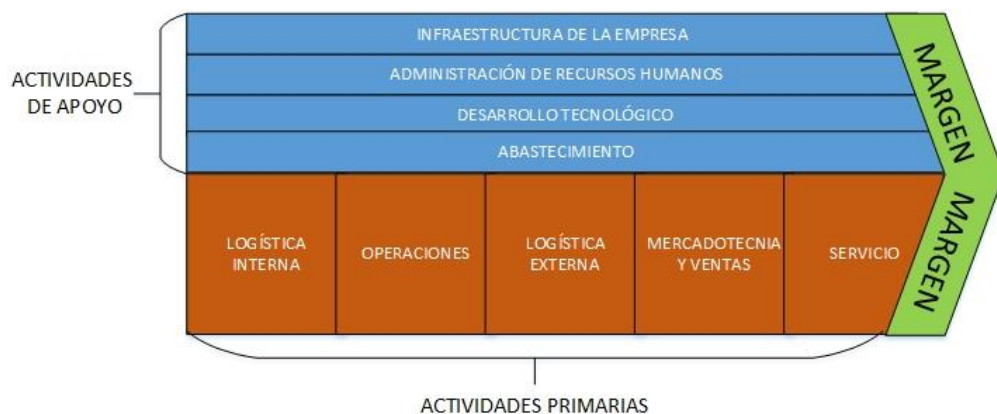 INFRAESTRUCTURA DE LA EMPRESA
ADMINISTRACIÓN DE RECURSOS HUMANOS
DESARROLLO TECNOLÓGICO
ABASTECIMIENTO
ACTIVIDADES
DE APOYO
MARGEN
LOGÍSTICA
INTERNA
OPERACIONES
LOGÍSTICA
EXTERNA
MERCADOTECNIA
Y VENTAS
SERVICIO
MARGEN
ACTIVIDADES PRIMARIAS